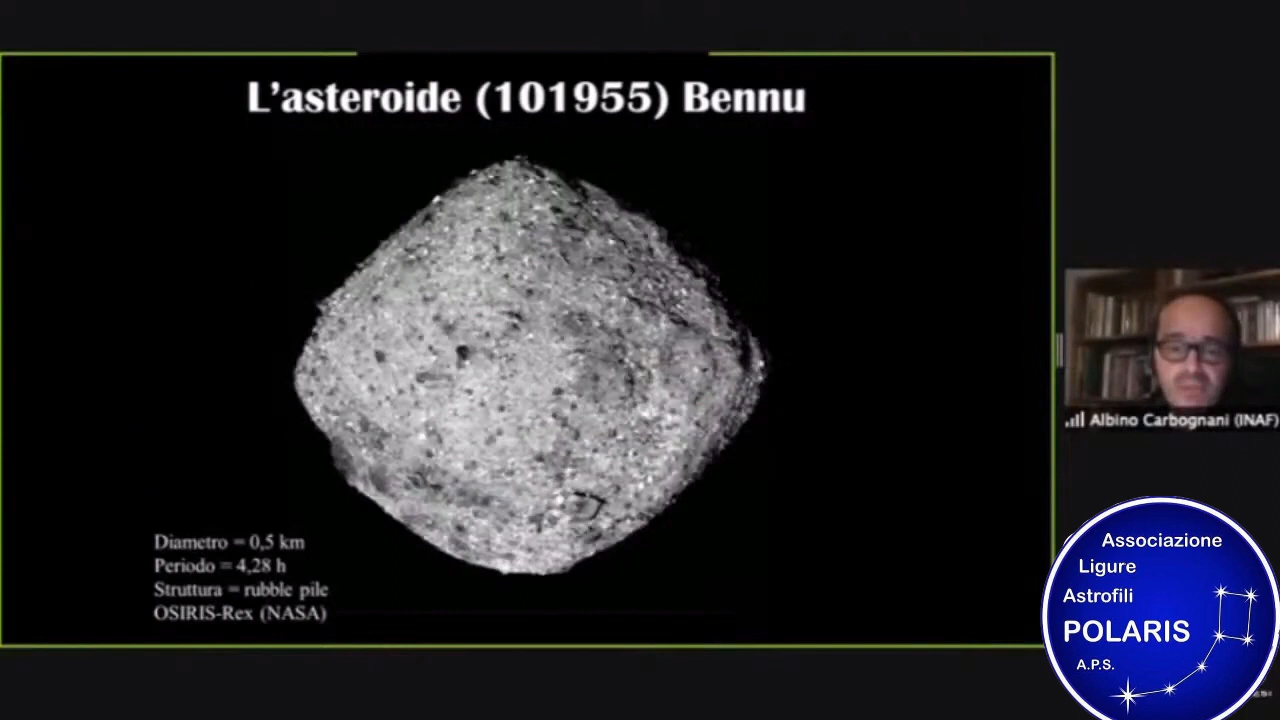 L'asteroide (101955) Bennu
Diametro = 0,5 km
Periodo = 4,28 h
Struttura = rubble pile
OSIRIS-Rex (NASA)
Albino Carbognani (INAF)
Associazione
Ligure
Astrofili
POLARIS
A.P.S.